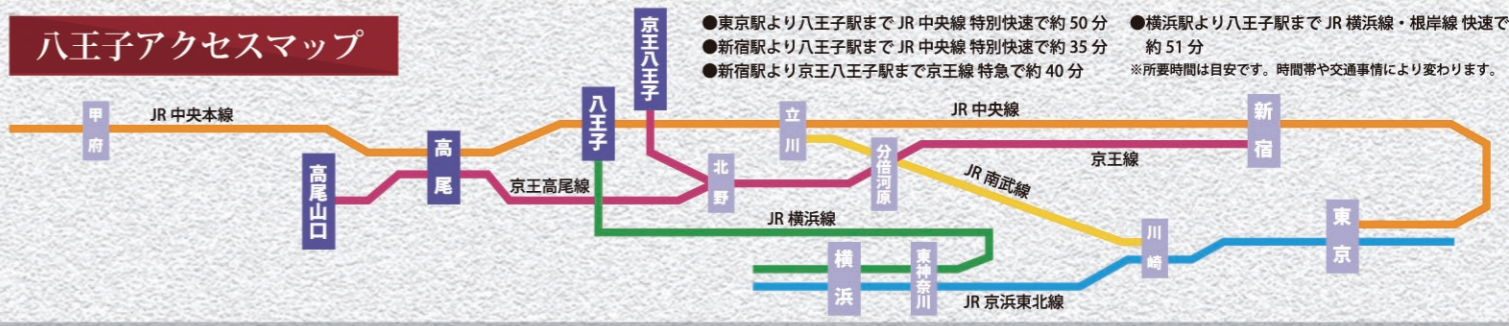 八王子アクセスマップ
●東京駅より八王子駅まで JR 中央線 特別快速で約 50 分
●新宿駅より八王子駅まで JR 中央線 特別快速で約 35 分
●新宿駅より京王八王子駅まで京王線 特急で約 40 分
●横浜駅より八王子駅まで JR 横浜線・根岸線 快速で
約 51 分
※所要時間は目安です。時間帯や交通事情により変わります。
甲府
JR 中央本線
高尾山口
高尾
京王高尾線
八王子
京王八王子
北野
立川
分倍河原
JR 中央線
京王線
新宿
JR 南武線
JR 横浜線
横浜
東神奈川
JR 京浜東北線
川崎
東京